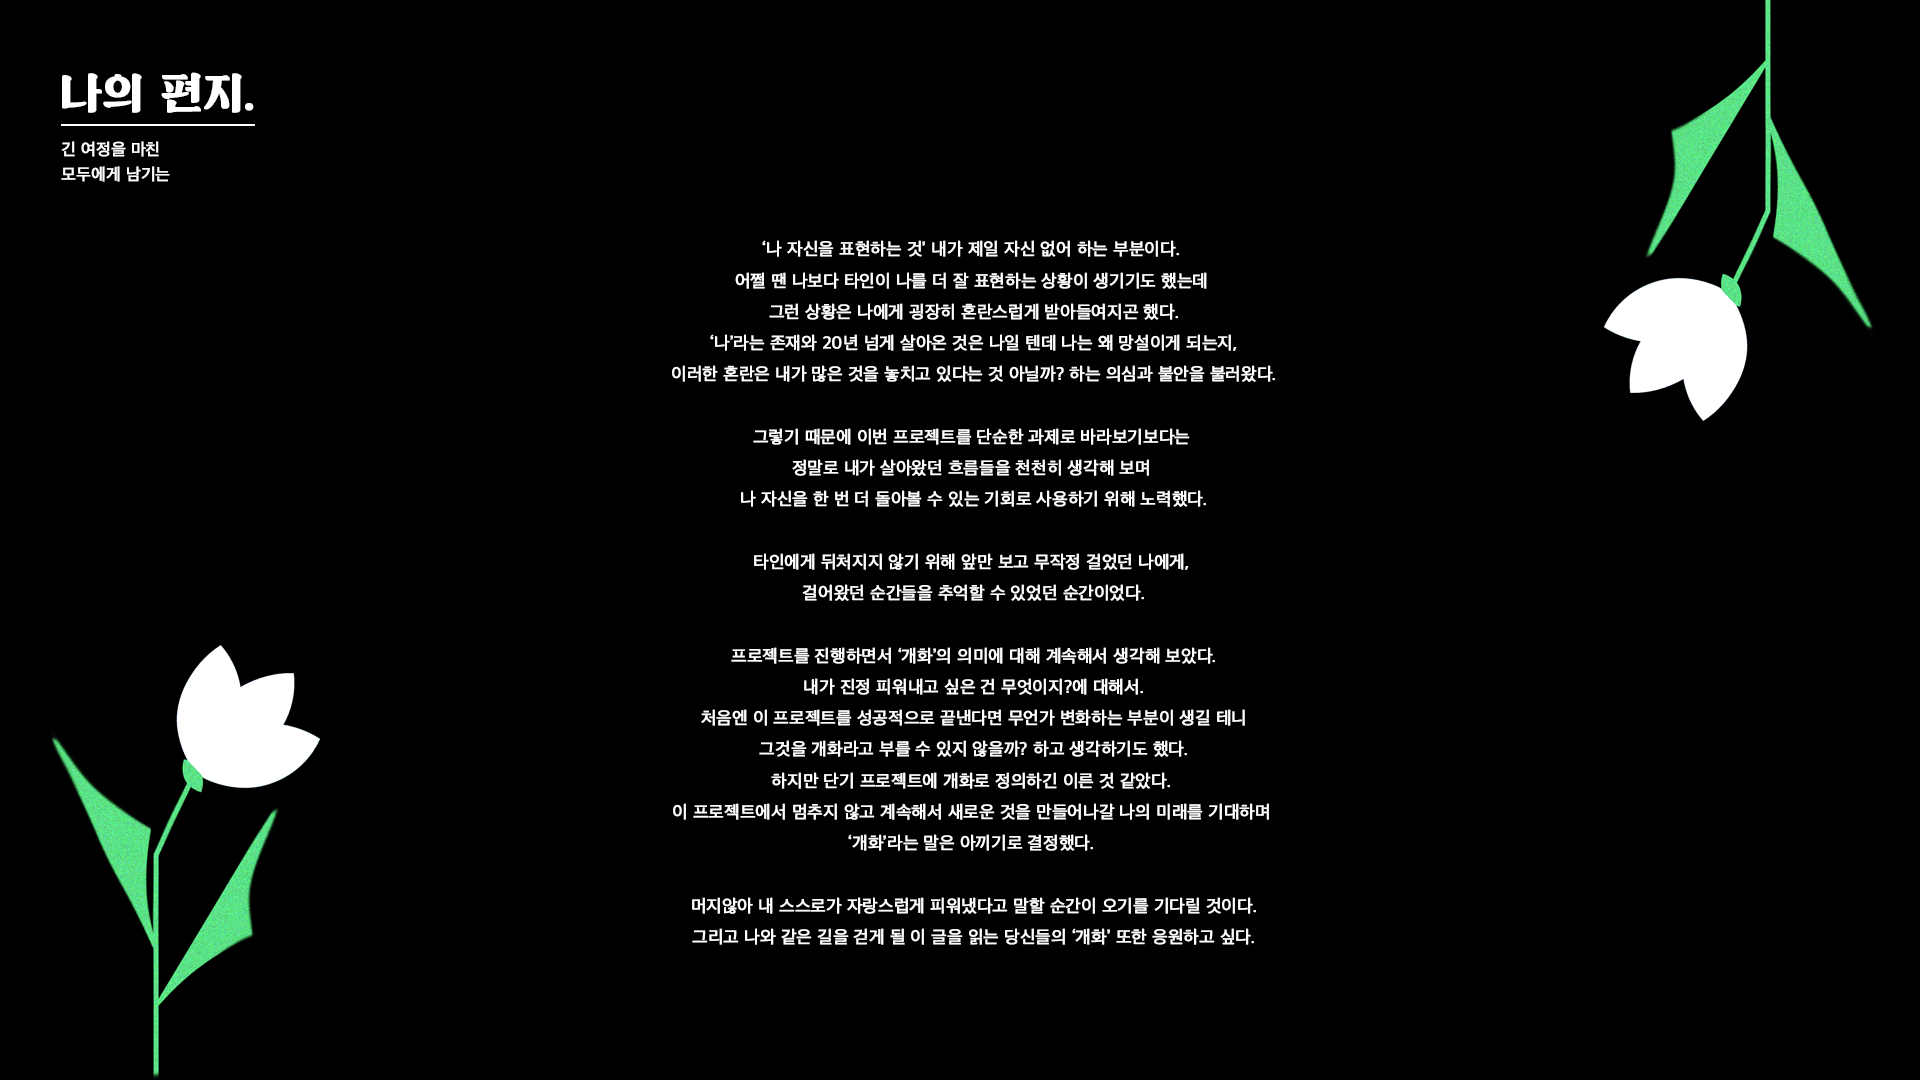 나의 편지.
긴 여정을 마친
모두에게 남기는
‘나 자신을 표현하는 것’ 내가 제일 자신 없어 하는 부분이다.
어쩔 땐 나보다 타인이 나를 더 잘 표현하는 상황이 생기기도 했는데
그런 상황은 나에게 굉장히 혼란스럽게 받아들여지곤 했다.
‘나’라는 존재와 20년 넘게 살아온 것은 나일 텐데 나는 왜 망설이게 되는지,
이러한 혼란은 내가 많은 것을 놓치고 있다는 것 아닐까? 하는 의심과 불안을 불러왔다.
그렇기 때문에 이번 프로젝트를 단순한 과제로 바라보기보다는
정말로 내가 살아왔던 흐름들을 천천히 생각해 보며
나 자신을 한 번 더 돌아볼 수 있는 기회로 사용하기 위해 노력했다.
타인에게 뒤처지지 않기 위해 앞만 보고 무작정 걸었던 나에게,
걸어왔던 순간들을 추억할 수 있었던 순간이었다.
프로젝트를 진행하면서 ‘개화’의 의미에 대해 계속해서 생각해 보았다.
내가 진정 피워내고 싶은 건 무엇이지?에 대해서.
처음엔 이 프로젝트를 성공적으로 끝낸다면 무언가 변화하는 부분이 생길 테니
그것을 개화라고 부를 수 있지 않을까? 하고 생각하기도 했다.
하지만 단기 프로젝트에 개화로 정의하긴 이른 것 같았다.
이 프로젝트에서 멈추지 않고 계속해서 새로운 것을 만들어나갈 나의 미래를 기대하며
‘개화’라는 말은 아끼기로 결정했다.
머지않아 내 스스로가 자랑스럽게 피워냈다고 말할 순간이 오기를 기다릴 것이다.
그리고 나와 같은 길을 걷게 될 이 글을 읽는 당신들의 ‘개화’ 또한 응원하고 싶다.